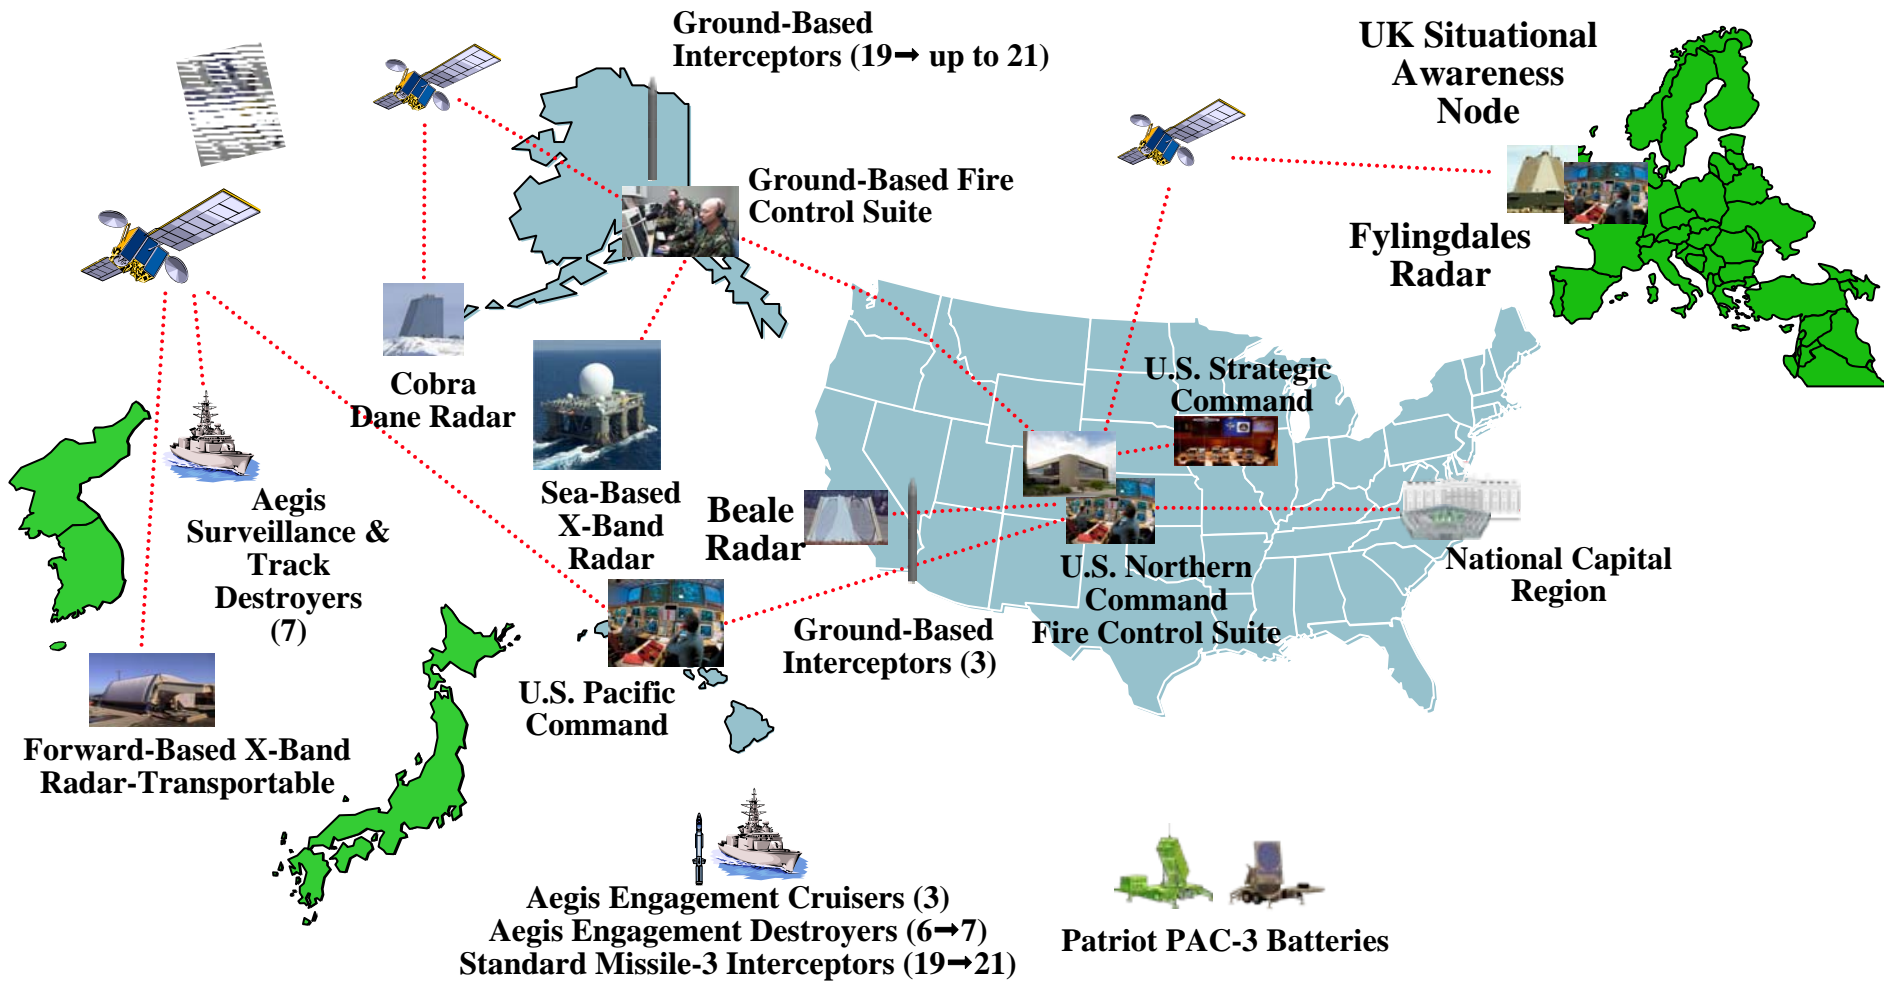 Ground-Based
Interceptors (19→ up to 21)
UK Situational
Awareness
Node
Ground-Based Fire
Control Suite
Fylingdales
Radar
Cobra
Dane Radar
U.S. Strategic
Command
Aegis
Surveillance &
Track
Destroyers
(7)
Sea-Based
X-Band
Radar
Beale
Radar
National Capital
Region
U.S. Northern
Command
Fire Control Suite
Ground-Based
Interceptors (3)
U.S. Pacific
Command
Forward-Based X-Band
Radar-Transportable
Aegis Engagement Cruisers (3)
Aegis Engagement Destroyers (6→7)
Standard Missile-3 Interceptors (19→21)
Patriot PAC-3 Batteries